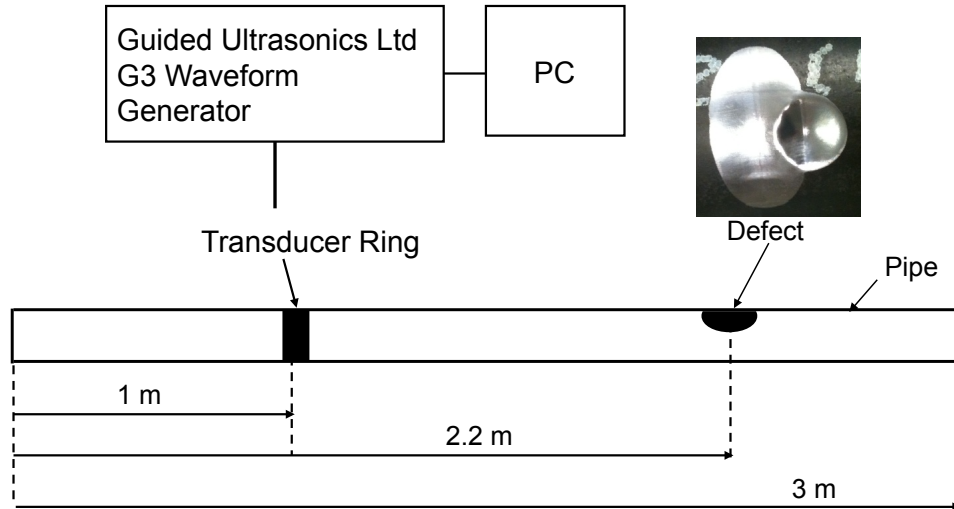 Guided Ultrasonics Ltd
G3 Waveform
Generator
PC
Transducer Ring
Defect
Pipe
1 m
2.2 m
3 m